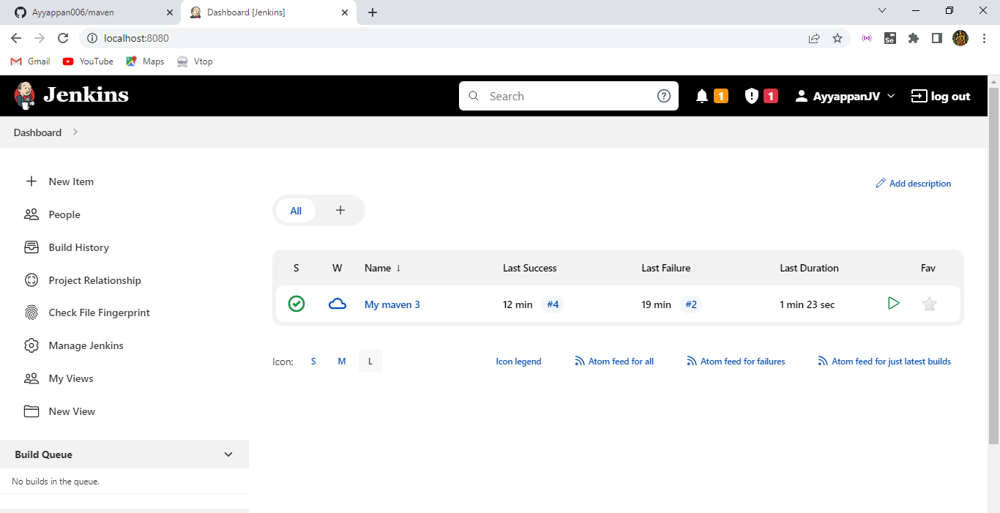 Ayyappan006/maven
Dashboard [Jenkins]
localhost:8080
Se
Gmail
YouTube
Maps
Vtop
Jenkins
Search
1
1
AyyappanJV
log out
Dashboard
New Item
People
Build History
Project Relationship
Check File Fingerprint
Manage Jenkins
My Views
New View
Build Queue
No builds in the queue.
Add description
All +
S W Name ↓ Last Success Last Failure Last Duration Fav
My maven 3 12 min #4 19 min #2 1 min 23 sec
Icon: S M L Icon legend Atom feed for all Atom feed for failures Atom feed for just latest builds